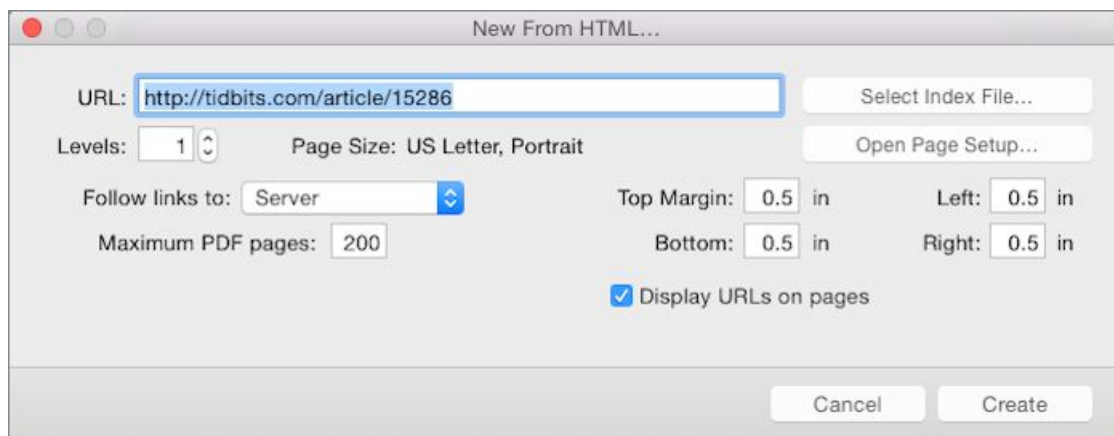 New From HTML...
URL: http://tidbits.com/article/15286 Select Index File...
Levels: 1 Page Size: US Letter, Portrait Open Page Setup...
Follow links to: Server Top Margin: 0.5 in Left: 0.5 in
Maximum PDF pages: 200 Bottom: 0.5 in Right: 0.5 in
Display URLs on pages
Cancel Create